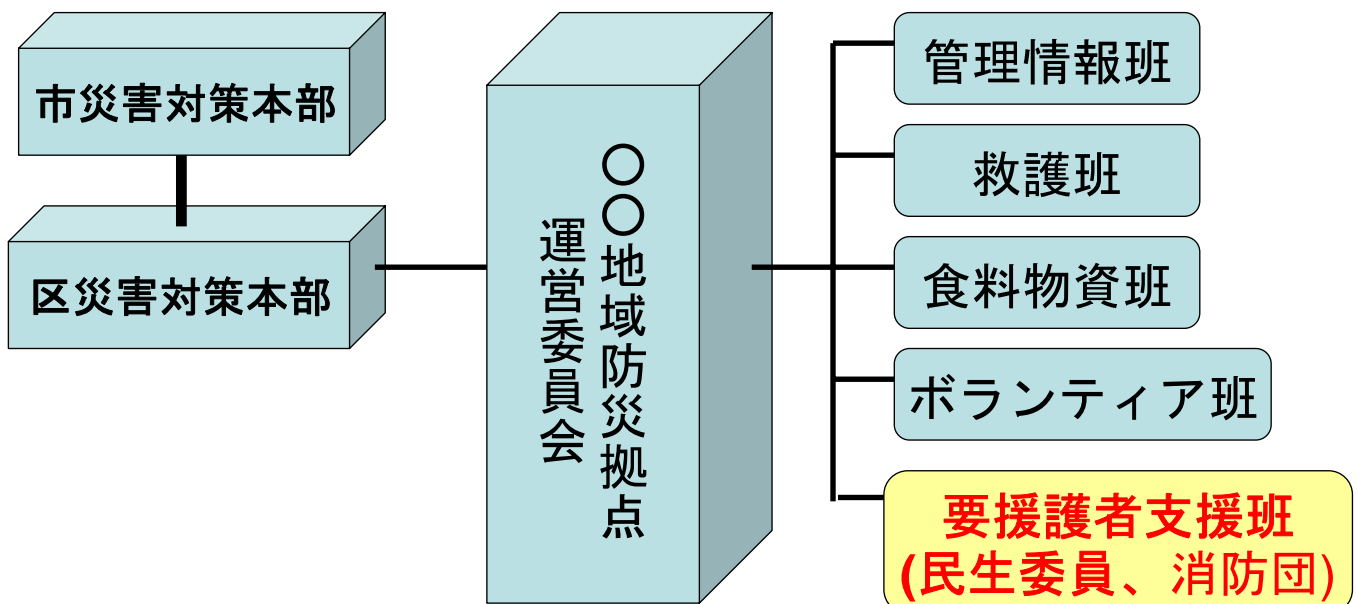 市災害対策本部
区災害対策本部
〇〇地域防災拠点
運営委員会
管理情報班
救護班
食料物資班
ボランティア班
要援護者支援班
(民生委員、消防団)